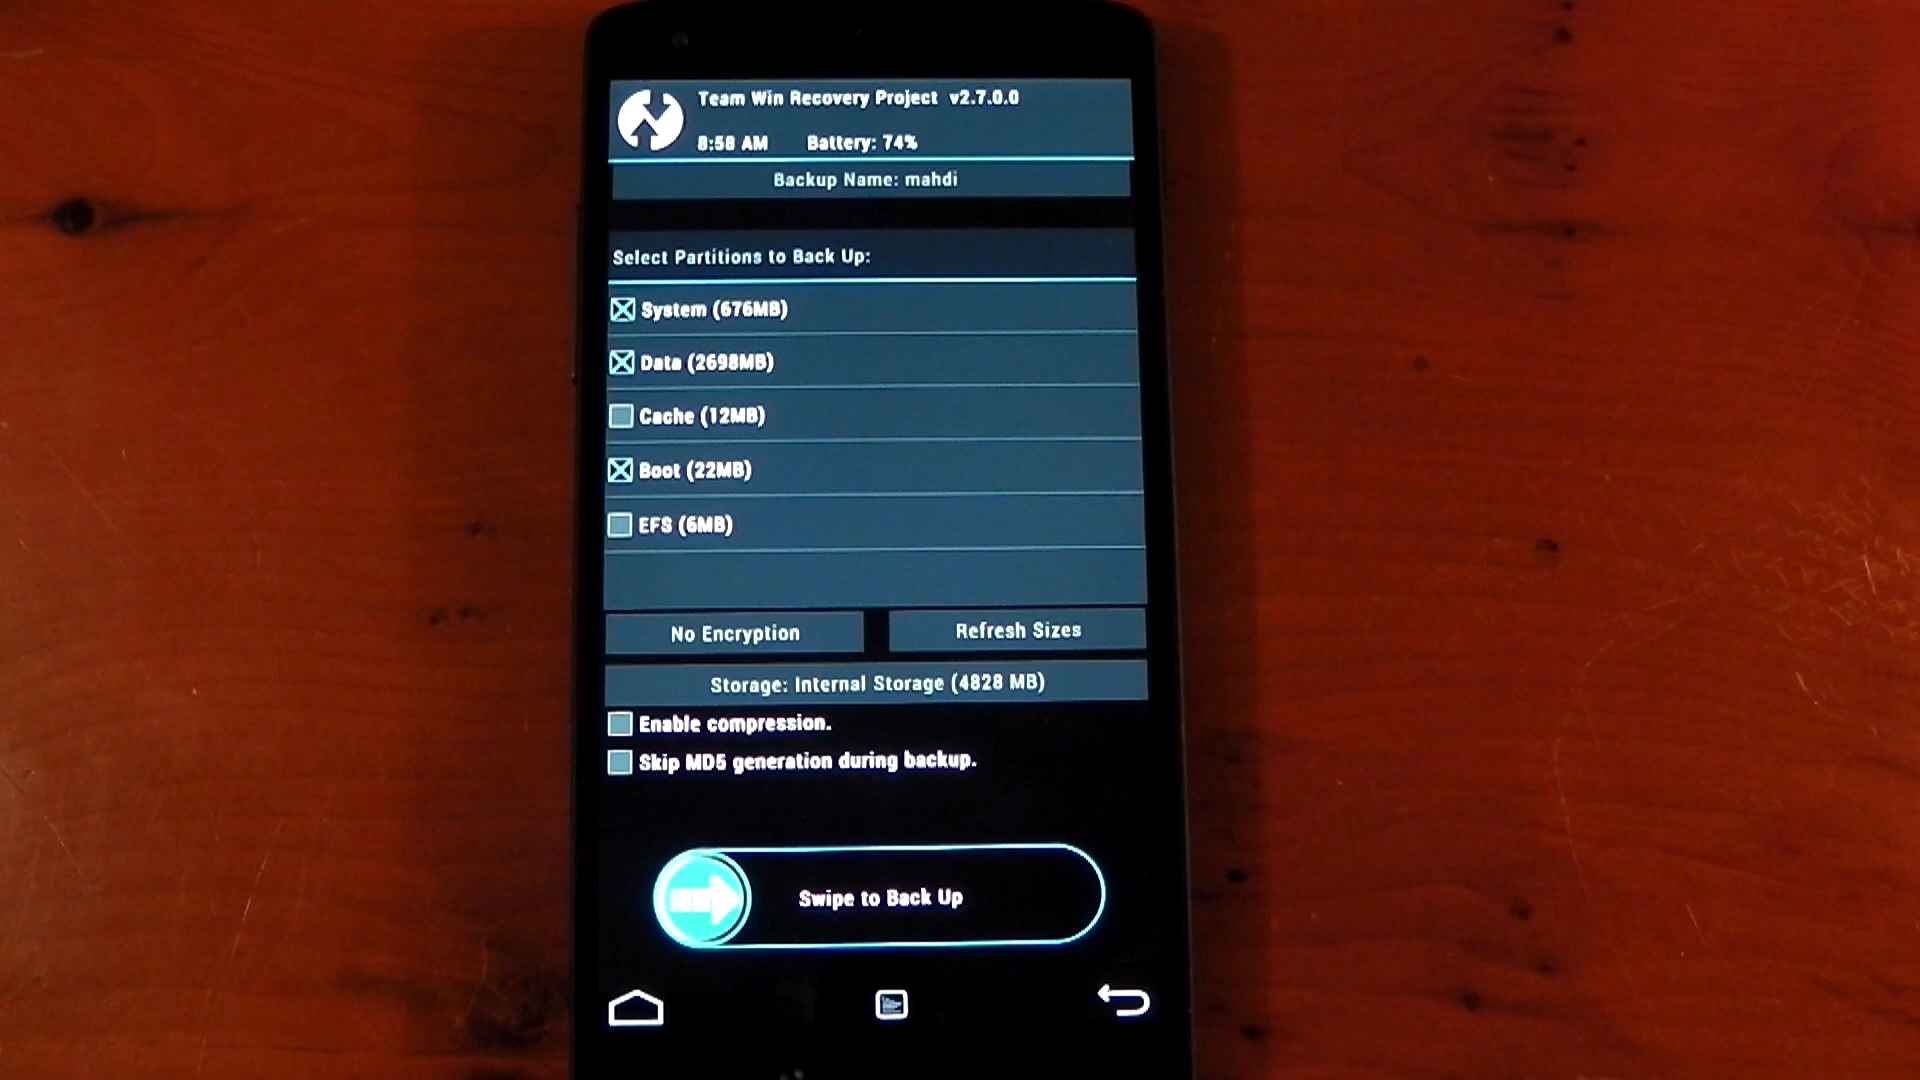 Team Win Recovery Project v2.7.0.0
8:58 AM Battery: 74%
Backup Name: mahdi
Select Partitions to Back Up:
System (676MB)
Data (2698MB)
Cache (12MB)
Boot (22MB)
EFS (6MB)
No Encryption Refresh Sizes
Storage: Internal Storage (4828 MB)
Enable compression.
Skip MD5 generation during backup.
Swipe to Back Up